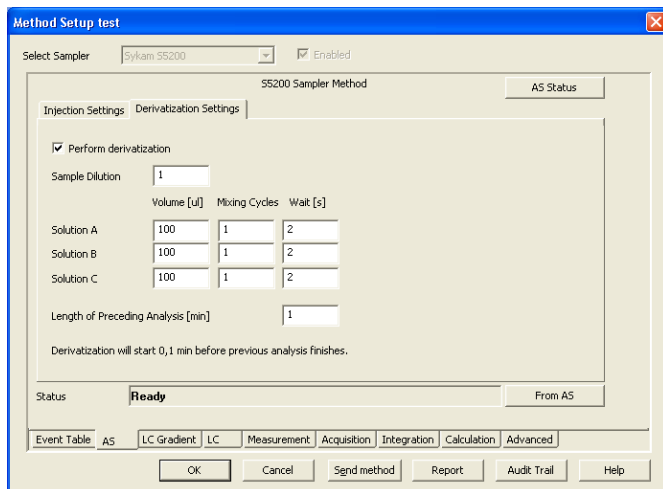 Method Setup test
Select Sampler Sykam S5200 Enabled
S5200 Sampler Method AS Status
Injection Settings Derivatization Settings
Perform derivatization
Sample Dilution 1
Volume [ul] Mixing Cycles Wait [s]
Solution A 100 1 2
Solution B 100 1 2
Solution C 100 1 2
Length of Preceding Analysis [min] 1
Derivatization will start 0,1 min before previous analysis finishes.
Status Ready From AS
Event Table AS LC Gradient LC Measurement Acquisition Integration Calculation Advanced
OK Cancel Send method Report Audit Trail Help